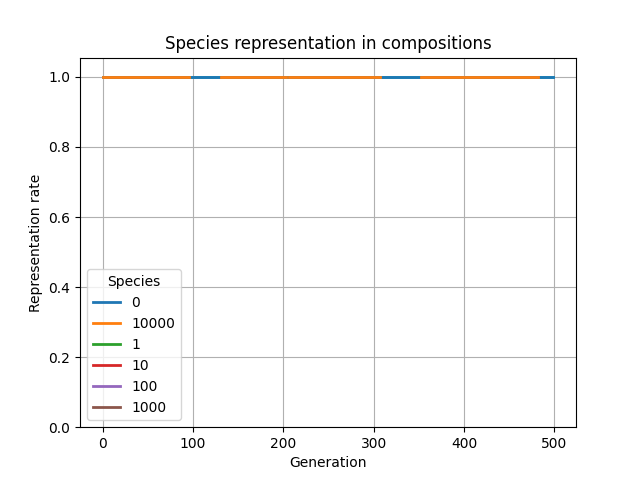 Species representation in compositions
Representation rate
1.0
0.8
0.6
0.4
0.2
0.0
Species
0
10000
1
10
100
1000
0 100 200 300 400 500
Generation